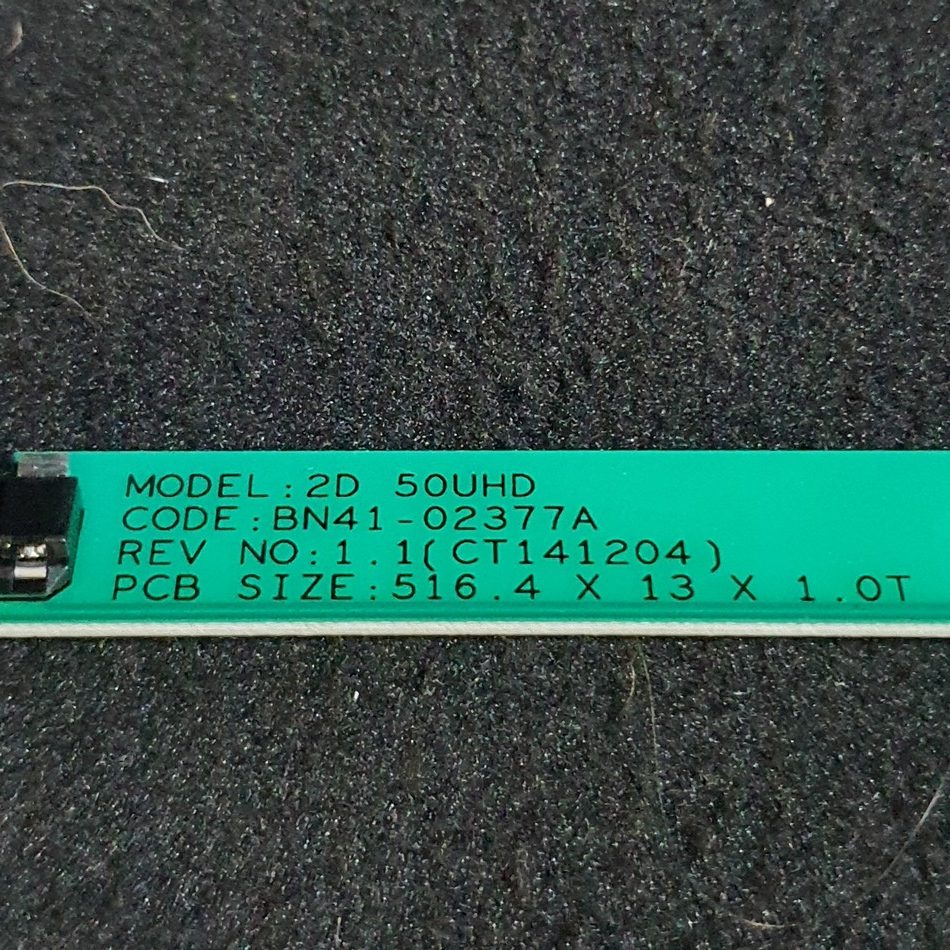 MODEL:2D 50UHD
CODE:BN41-02377A
REV NO:1.1(CT141204)
PCB SIZE:516.4 X 13 X 1.0T